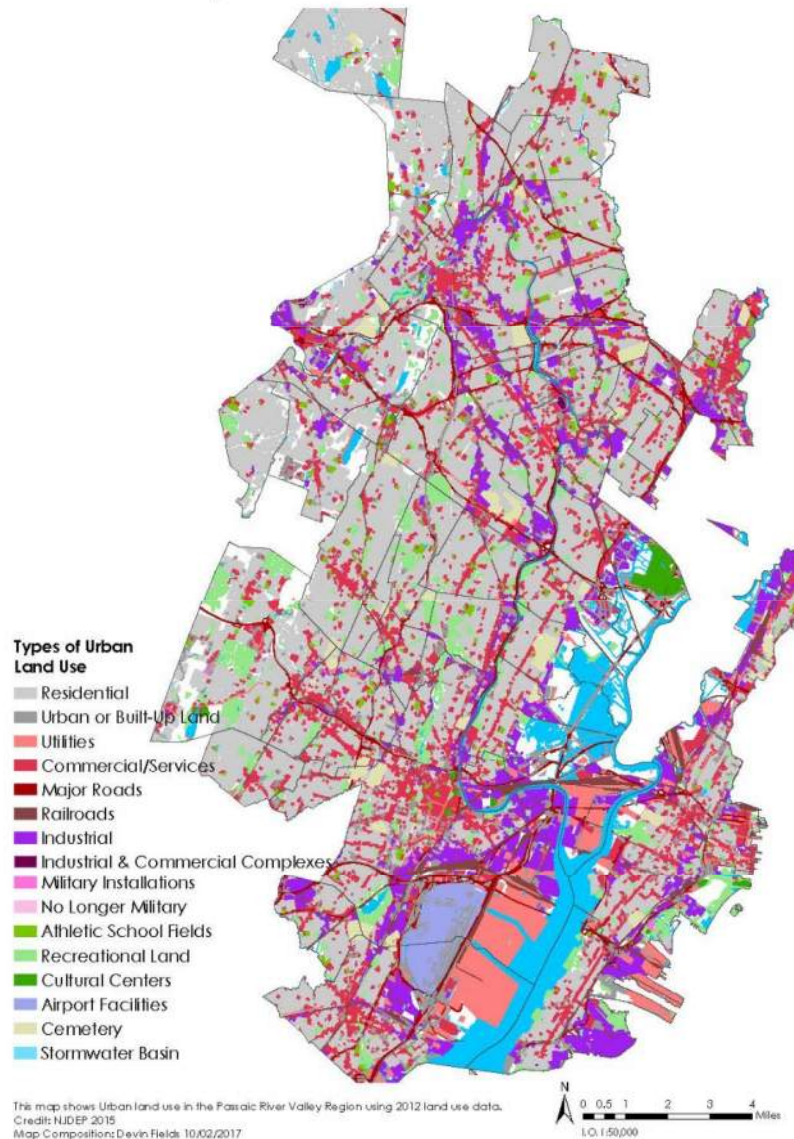 Types of Urban
Land Use
Residential
Urban or Built-Up Land
Utilities
Commercial/Services
Major Roads
Railroads
Industrial
Industrial & Commercial Complexes
Military Installations
No Longer Military
Athletic School Fields
Recreational Land
Cultural Centers
Airport Facilities
Cemetery
Stormwater Basin
This map shows Urban land use in the Passaic River Valley Region using 2012 land use data.
Credit: NJDEP 2015
Map Composition: Devin Fields 10/02/2017
N
0 0.5 1 2 3 4
Miles
I.O. 1:50,000